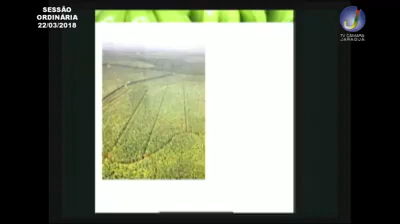 SESSÃO
ORDINÁRIA
22/03/2018
TV CÂMARA
JARAGUÁ